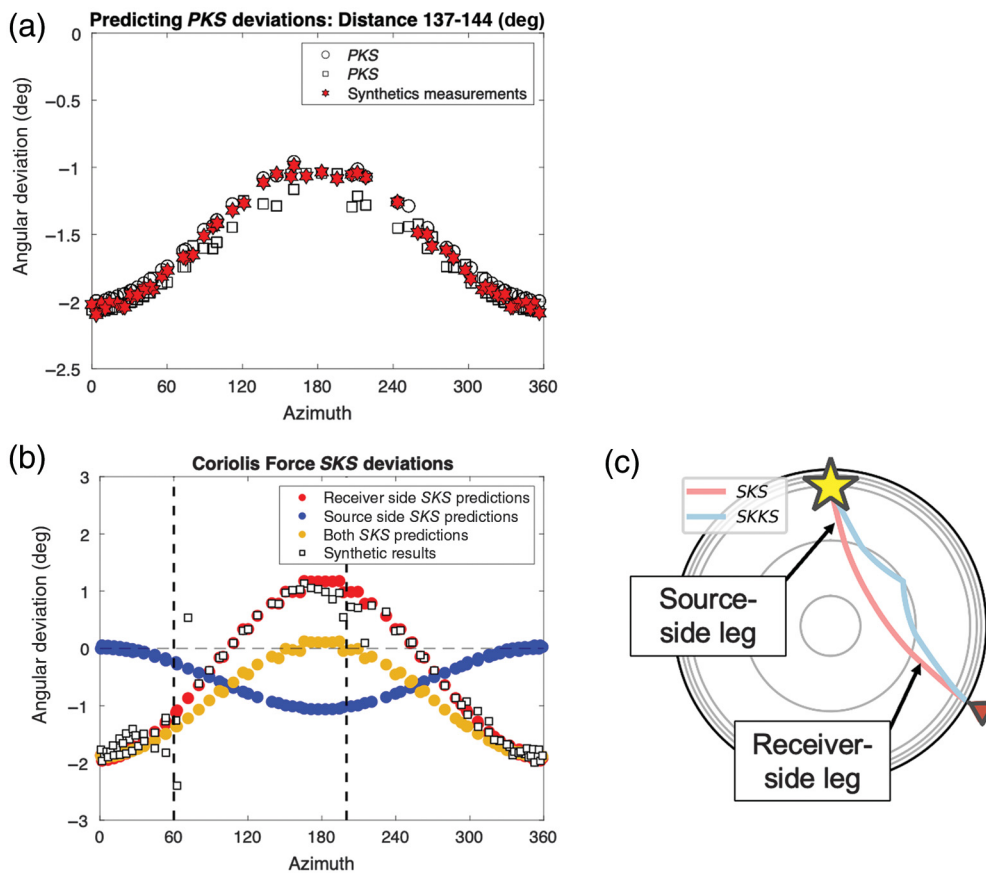 (a)
Predicting PKS deviations: Distance 137-144 (deg)
0
−0.5
−1
−1.5
−2
−2.5
Angular deviation (deg)
PKS
PKS
Synthetics measurements
0
60
120
180
240
300
360
Azimuth
(b)
Coriolis Force SKS deviations
3
2
1
0
−1
−2
−3
Angular deviation (deg)
Receiver side SKS predictions
Source side SKS predictions
Both SKS predictions
Synthetic results
0
60
120
180
240
300
360
Azimuth
(c)
SKS
SKKS
Source-
side leg
Receiver-
side leg